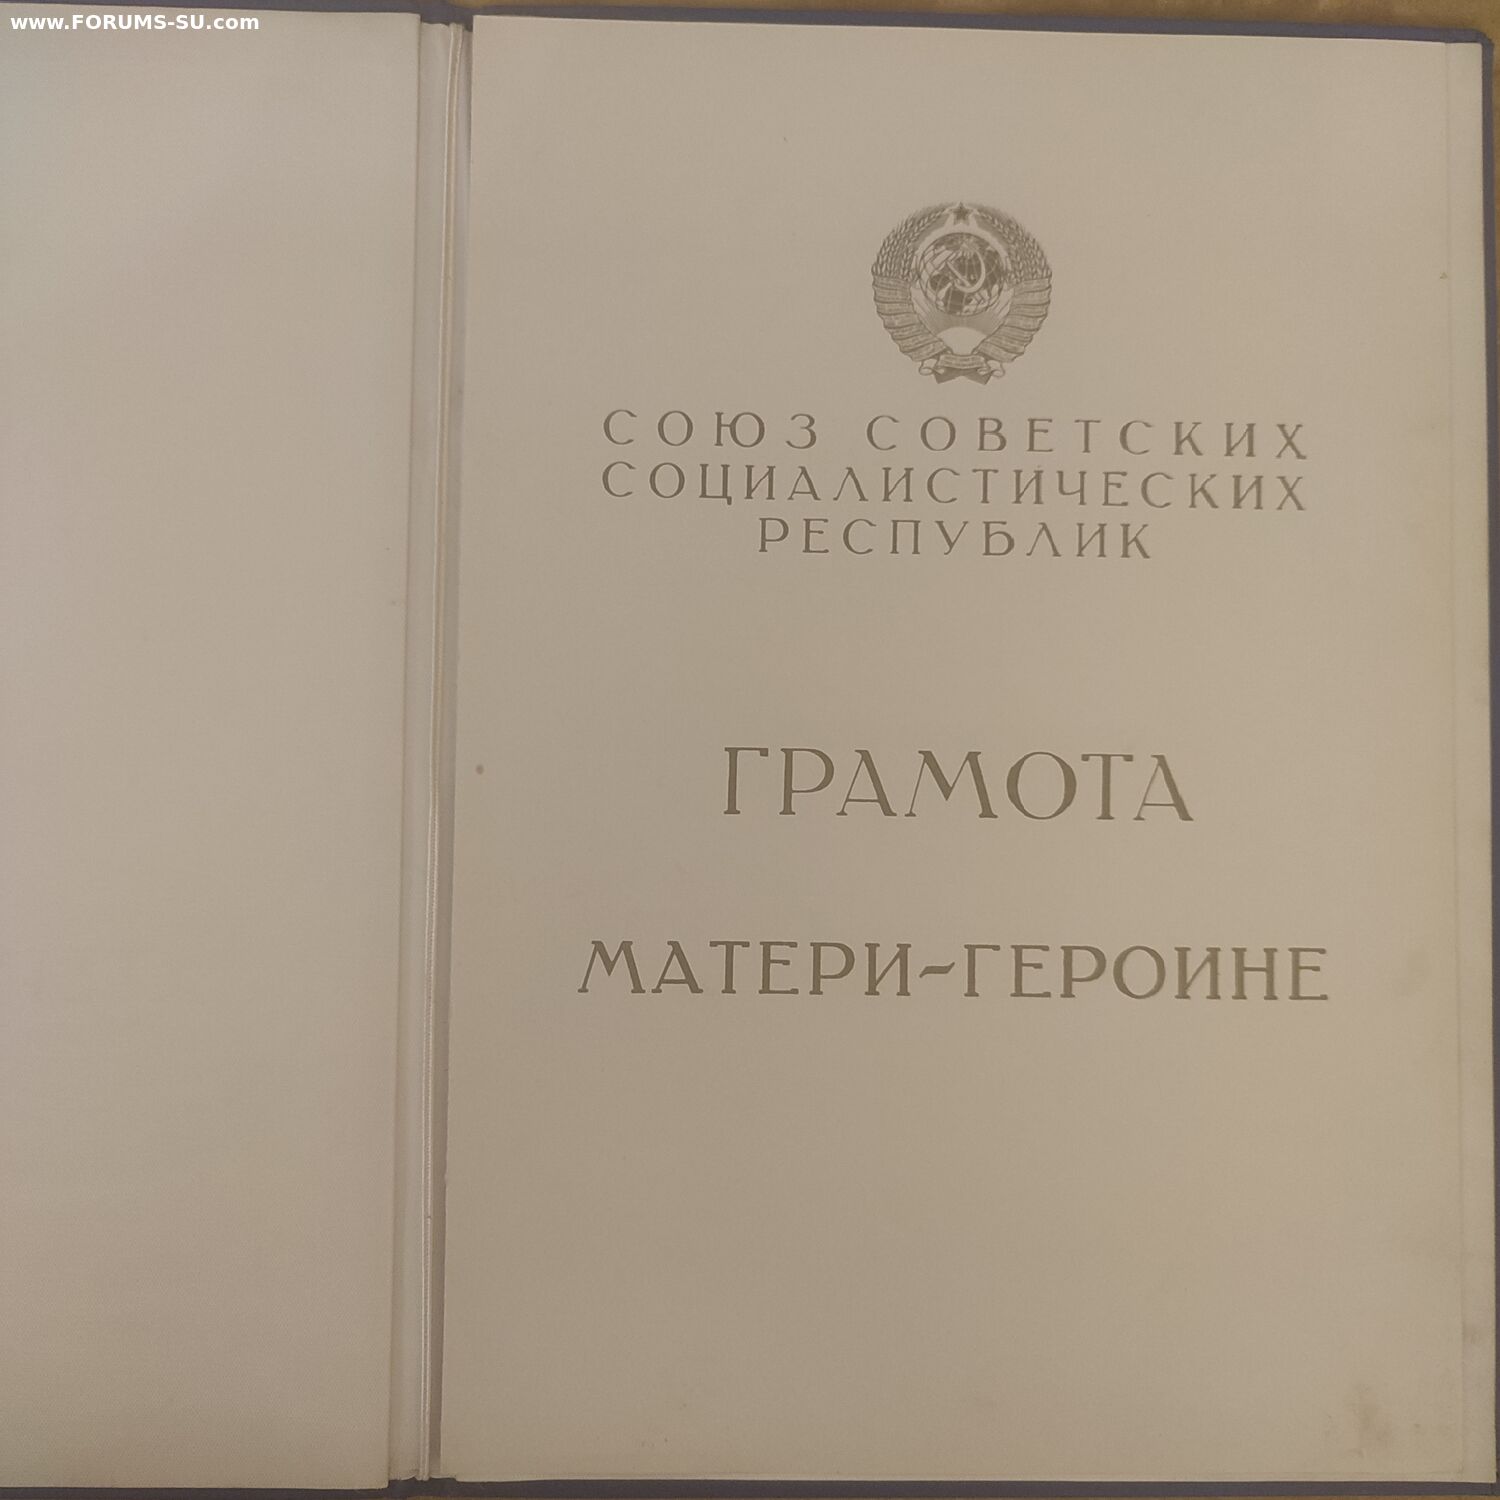 www.FORUMS-SU.com
СОЮЗ СОВЕТСКИХ
СОЦИАЛИСТИЧЕСКИХ
РЕСПУБЛИК
ГРАМОТА
МАТЕРИ-ГЕРОИНЕ